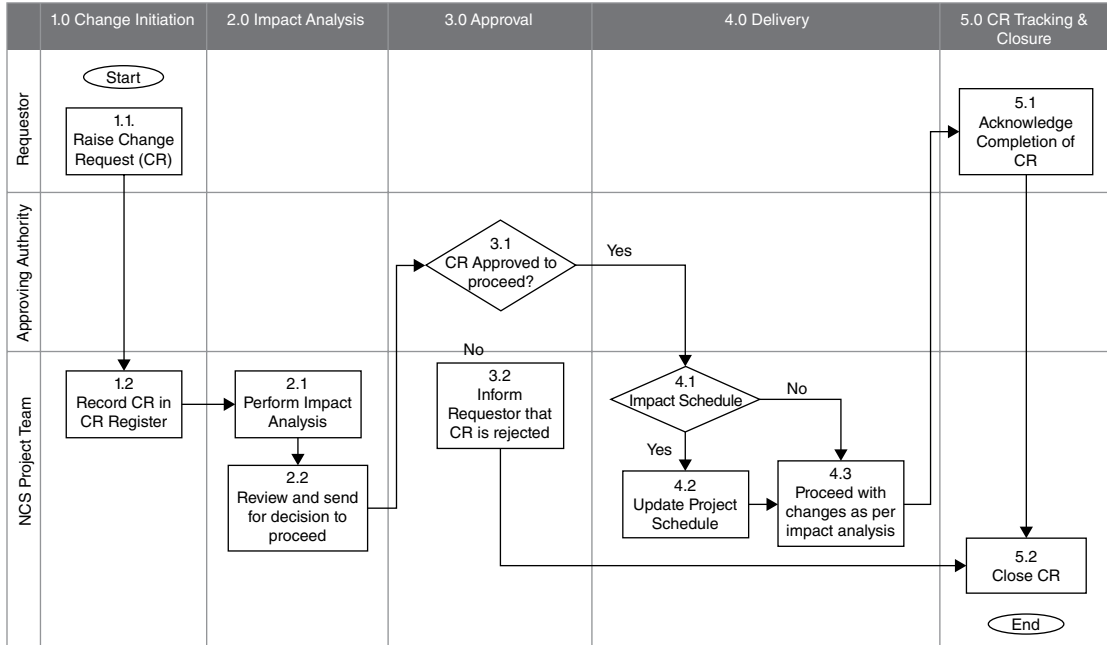 1.0 Change Initiation
2.0 Impact Analysis
3.0 Approval
4.0 Delivery
5.0 CR Tracking &
Closure
Requestor
Start
1.1.
Raise Change
Request (CR)
5.1
Acknowledge
Completion of
CR
Approving Authority
3.1
CR Approved to
proceed?
Yes
No
NCS Project Team
1.2
Record CR in
CR Register
2.1
Perform Impact
Analysis
2.2
Review and send
for decision to
proceed
3.2
Inform
Requestor that
CR is rejected
4.1
Impact Schedule
No
Yes
4.2
Update Project
Schedule
4.3
Proceed with
changes as per
impact analysis
5.2
Close CR
End